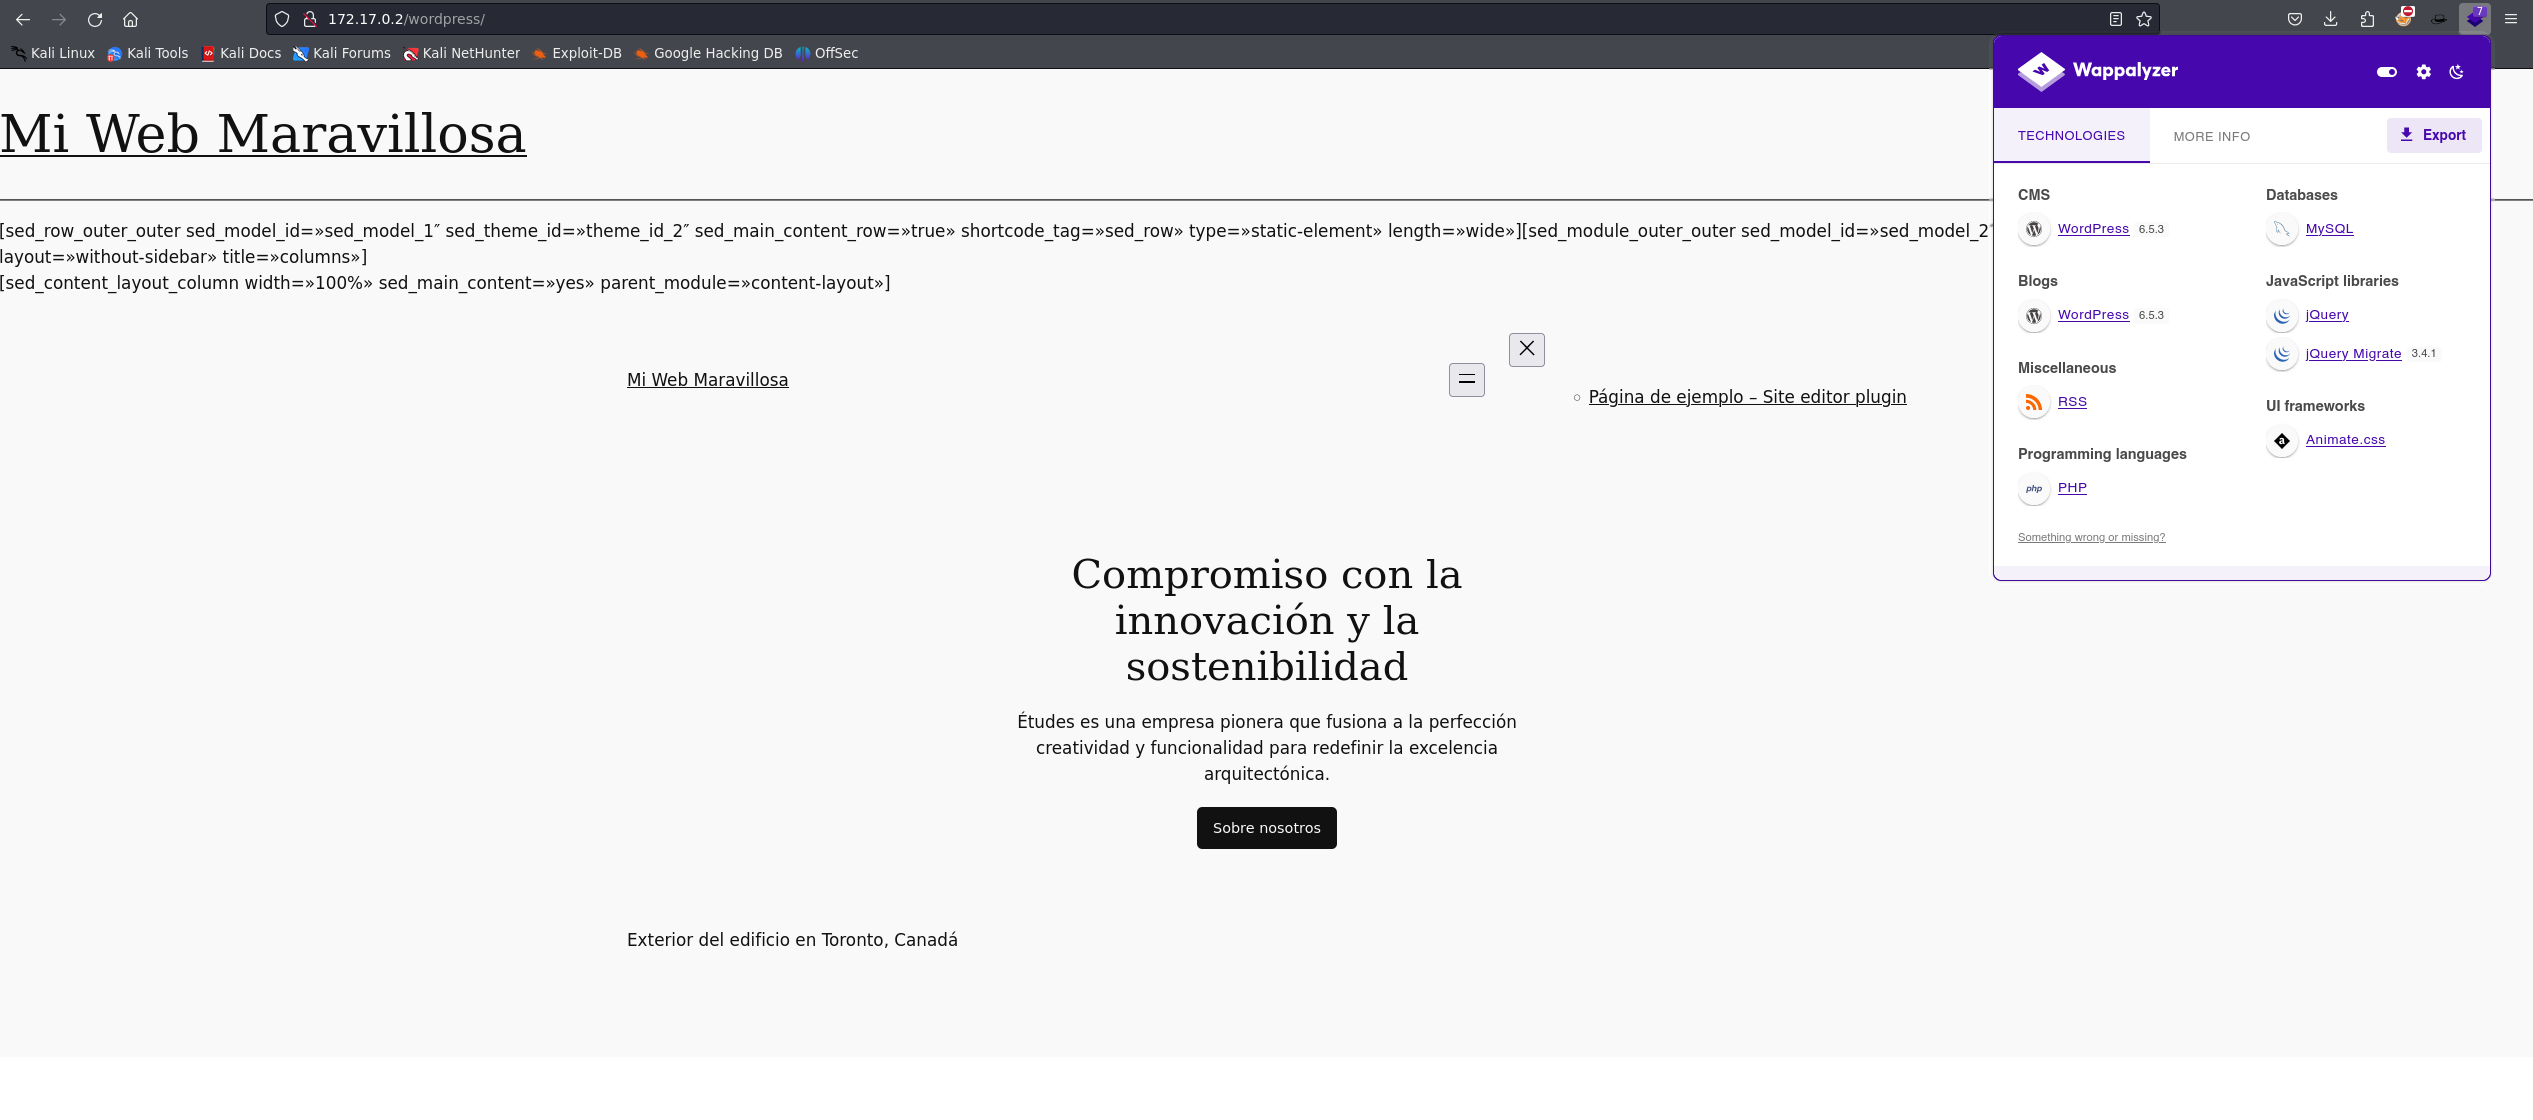 172.17.0.2/wordpress/
7
Kali Linux
Kali Tools
Kali Docs
Kali Forums
Kali NetHunter
Exploit-DB
Google Hacking DB
OffSec
Mi Web Maravillosa
[sed_row_outer_outer sed_model_id=»sed_model_1″ sed_theme_id=»theme_id_2″ sed_main_content_row=»true» shortcode_tag=»sed_row» type=»static-element» length=»wide»][sed_module_outer_outer sed_model_id=»sed_model_2″
layout=»without-sidebar» title=»columns»]
[sed_content_layout_column width=»100%» sed_main_content=»yes» parent_module=»content-layout»]
Mi Web Maravillosa
Página de ejemplo – Site editor plugin
Compromiso con la
innovación y la
sostenibilidad
Études es una empresa pionera que fusiona a la perfección
creatividad y funcionalidad para redefinir la excelencia
arquitectónica.
Sobre nosotros
Exterior del edificio en Toronto, Canadá
Wappalyzer
TECHNOLOGIES
MORE INFO
Export
CMS
WordPress 6.5.3
Blogs
WordPress 6.5.3
Miscellaneous
RSS
Programming languages
php PHP
Something wrong or missing?
Databases
MySQL
JavaScript libraries
jQuery
jQuery Migrate 3.4.1
UI frameworks
Animate.css